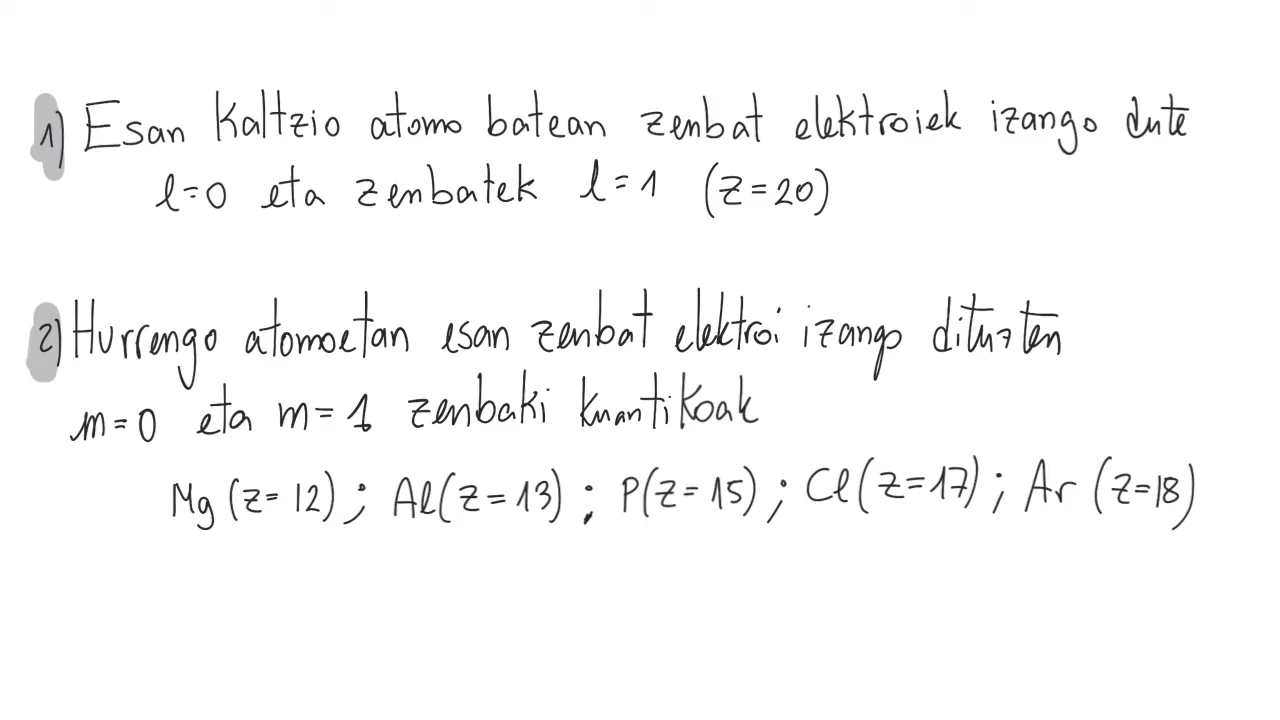 1) Esan Kaltzio atomo batean zenbat elektroiek izango dute
l=0 eta zenbatek l=1 (Z=20)
2) Hurrengo atomoetan esan zenbat elektroi izango dituzten
m=0 eta m=1 zenbaki kuantikoak
Mg (Z=12); Al(Z=13); P(Z=15); Cl(Z=17); Ar (Z=18)